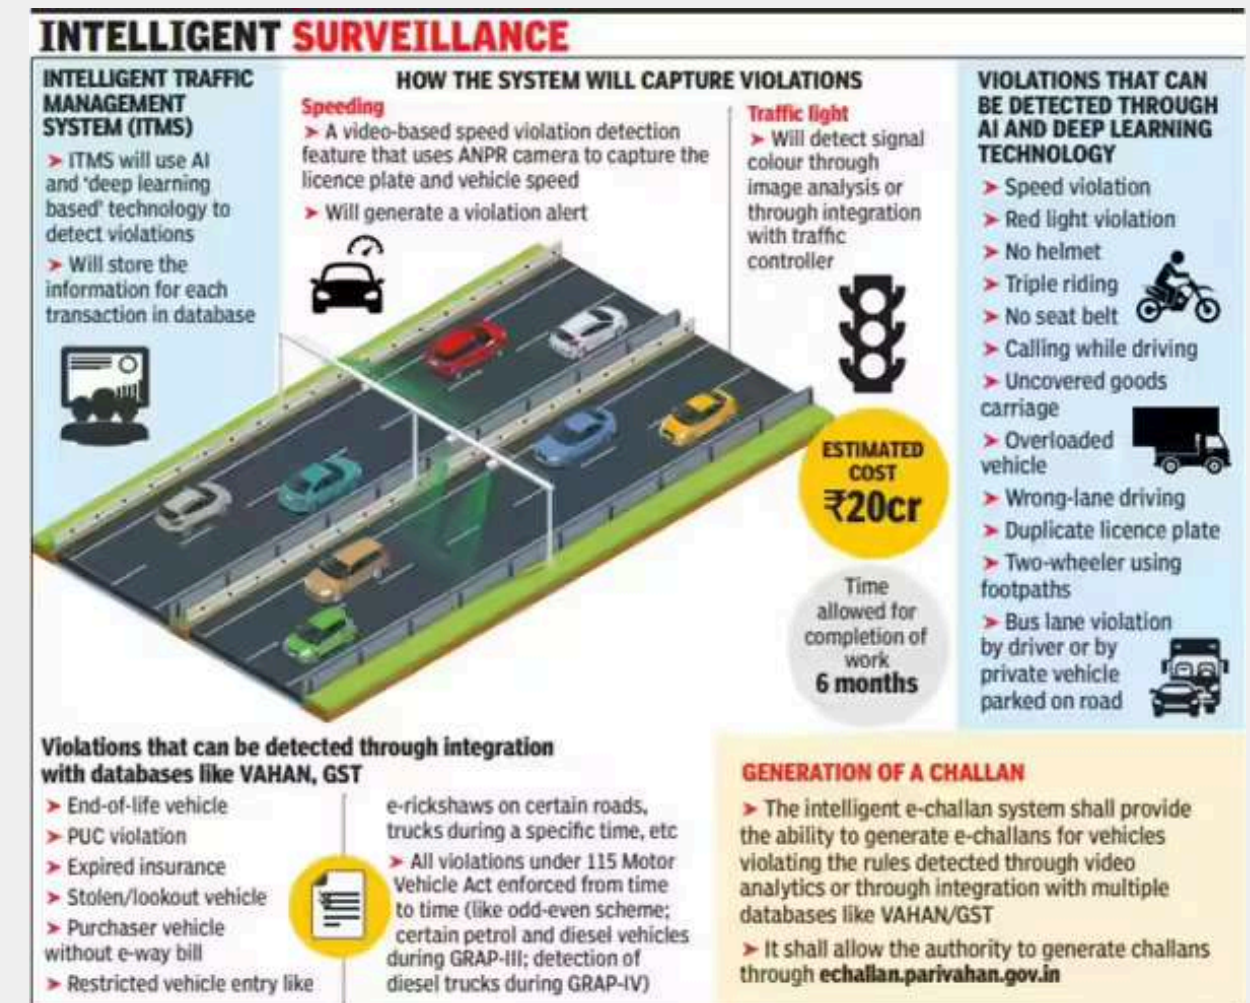 INTELLIGENT SURVEILLANCE
INTELLIGENT TRAFFIC
MANAGEMENT
SYSTEM (ITMS)
➤ ITMS will use AI
and 'deep learning
based' technology to
detect violations
➤ Will store the
information for each
transaction in database
HOW THE SYSTEM WILL CAPTURE VIOLATIONS
Speeding
➤ A video-based speed violation detection
feature that uses ANPR camera to capture the
licence plate and vehicle speed
➤ Will generate a violation alert
Traffic light
➤ Will detect signal
colour through
image analysis or
through integration
with traffic
controller
ESTIMATED
COST
₹20cr
Time
allowed for
completion of
work
6 months
VIOLATIONS THAT CAN
BE DETECTED THROUGH
AI AND DEEP LEARNING
TECHNOLOGY
➤ Speed violation
➤ Red light violation
➤ No helmet
➤ Triple riding
➤ No seat belt
➤ Calling while driving
➤ Uncovered goods
carriage
➤ Overloaded
vehicle
➤ Wrong-lane driving
➤ Duplicate licence plate
➤ Two-wheeler using
footpaths
➤ Bus lane violation
by driver or by
private vehicle
parked on road
Violations that can be detected through integration
with databases like VAHAN, GST
➤ End-of-life vehicle
➤ PUC violation
➤ Expired insurance
➤ Stolen/lookout vehicle
➤ Purchaser vehicle
without e-way bill
➤ Restricted vehicle entry like
e-rickshaws on certain roads,
trucks during a specific time, etc
➤ All violations under 115 Motor
Vehicle Act enforced from time
to time (like odd-even scheme;
certain petrol and diesel vehicles
during GRAP-III; detection of
diesel trucks during GRAP-IV)
GENERATION OF A CHALLAN
➤ The intelligent e-challan system shall provide
the ability to generate e-challans for vehicles
violating the rules detected through video
analytics or through integration with multiple
databases like VAHAN/GST
➤ It shall allow the authority to generate challans
through echallan.parivahan.gov.in